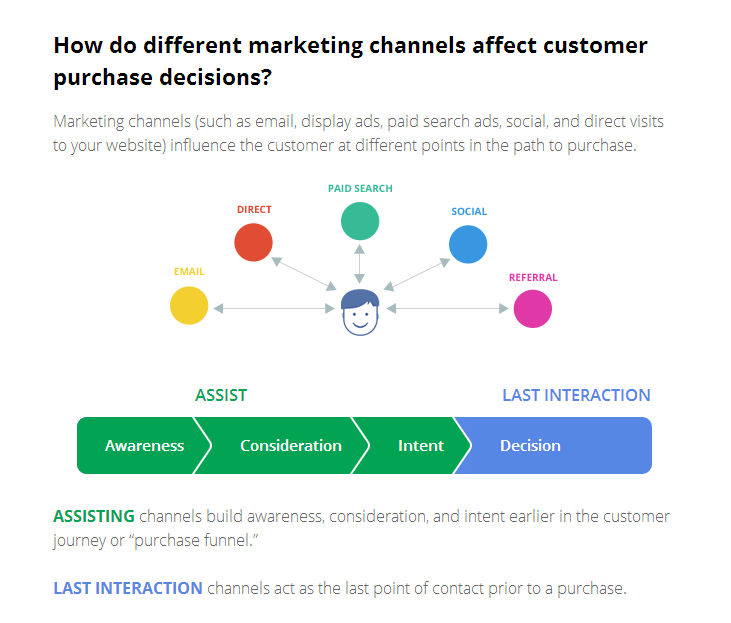 How do different marketing channels affect customer
purchase decisions?
Marketing channels (such as email, display ads, paid search ads, social, and direct visits
to your website) influence the customer at different points in the path to purchase.
PAID SEARCH
DIRECT
SOCIAL
EMAIL
REFERRAL
ASSIST
LAST INTERACTION
Awareness
Consideration
Intent
Decision
ASSISTING channels build awareness, consideration, and intent earlier in the customer
journey or “purchase funnel.”
LAST INTERACTION channels act as the last point of contact prior to a purchase.